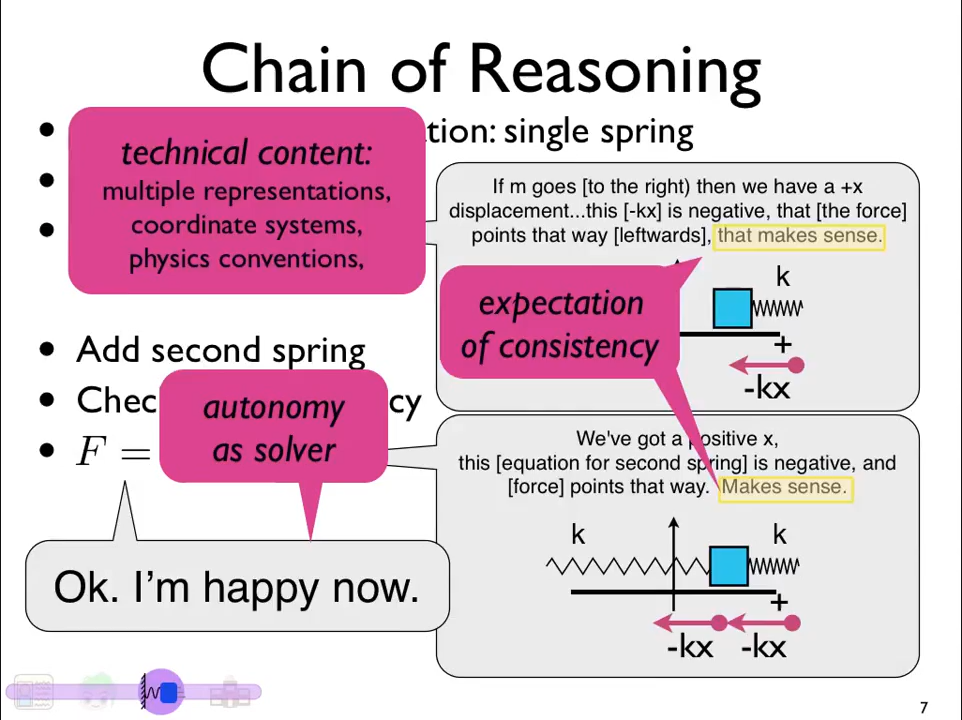 Chain of Reasoning
ation: single spring
technical content:
multiple representations,
coordinate systems,
physics conventions,
If m goes [to the right) then we have a +x
displacement...this [-kx] is negative, that [the force]
points that way [leftwards], that makes sense.
k
+
-kx
expectation
of consistency
• Add second spring
• Chec cy
autonomy
as solver
• F =
We've got a positive x,
this [equation for second spring] is negative, and
[force] points that way. Makes sense.
k k
+
-kx -kx
Ok. I'm happy now.
7